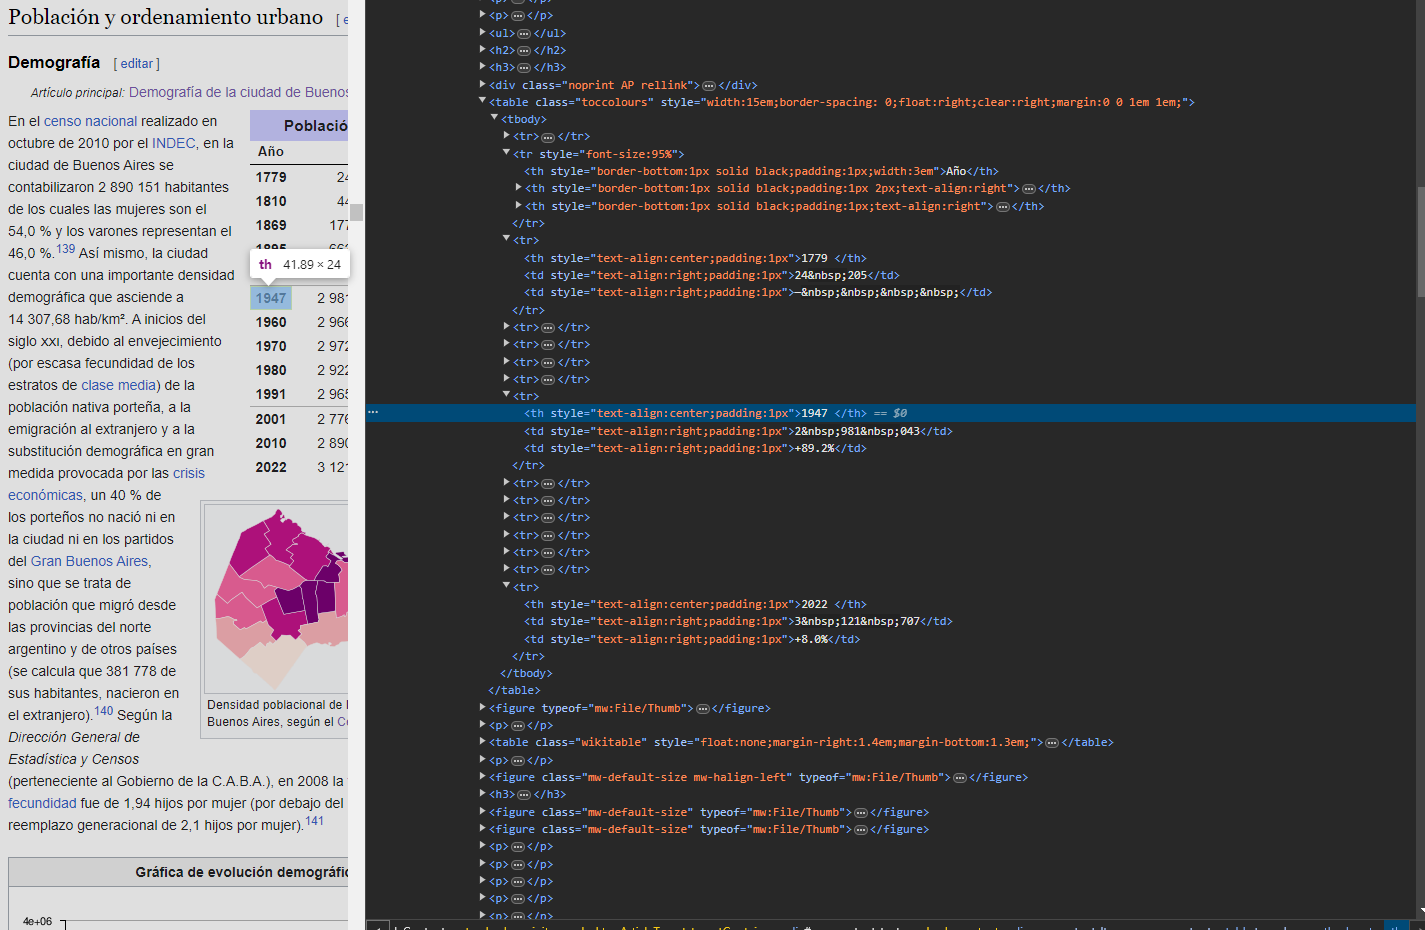 Población y ordenamiento urbano [ e
Demografía [ editar ]
Artículo principal: Demografía de la ciudad de Buenos
En el censo nacional realizado en
octubre de 2010 por el INDEC, en la
ciudad de Buenos Aires se
contabilizaron 2 890 151 habitantes
de los cuales las mujeres son el
54,0 % y los varones representan el
46,0 %.139 Así mismo, la ciudad
cuenta con una importante densidad
demográfica que asciende a
14 307,68 hab/km². A inicios del
siglo XXI, debido al envejecimiento
(por escasa fecundidad de los
estratos de clase media) de la
población nativa porteña, a la
emigración al extranjero y a la
substitución demográfica en gran
medida provocada por las crisis
económicas, un 40 % de
los porteños no nació ni en
la ciudad ni en los partidos
del Gran Buenos Aires,
sino que se trata de
población que migró desde
las provincias del norte
argentino y de otros países
(se calcula que 381 778 de
sus habitantes, nacieron en
el extranjero).140 Según la
Dirección General de
Estadística y Censos
(perteneciente al Gobierno de la C.A.B.A.), en 2008 la
fecundidad fue de 1,94 hijos por mujer (por debajo del
reemplazo generacional de 2,1 hijos por mujer).141
Població
Año
1779 24
1810 44
1869 177
th 41.89 × 24
1947 2 981
1960 2 966
1970 2 972
1980 2 922
1991 2 965
2001 2 776
2010 2 890
2022 3 121
Densidad poblacional de
Buenos Aires, según el C
Gráfica de evolución demográfic
4e+06
<p>…</p>
<ul>…</ul>
<h2>…</h2>
<h3>…</h3>
<div class="noprint AP rellink">…</div>
<table class="toccolours" style="width:15em;border-spacing: 0;float:right;clear:right;margin:0 0 1em 1em;">
<tbody>
<tr>…</tr>
<tr style="font-size:95%">
<th style="border-bottom:1px solid black;padding:1px;width:3em">Año</th>
<th style="border-bottom:1px solid black;padding:1px 2px;text-align:right">…</th>
<th style="border-bottom:1px solid black;padding:1px;text-align:right">…</th>
</tr>
<tr>
<th style="text-align:center;padding:1px">1779 </th>
<td style="text-align:right;padding:1px">24&nbsp;205</td>
<td style="text-align:right;padding:1px">—&nbsp;&nbsp;&nbsp;&nbsp;</td>
</tr>
<tr>…</tr>
<tr>…</tr>
<tr>…</tr>
<tr>…</tr>
<tr>
<th style="text-align:center;padding:1px">1947 </th> == $0
<td style="text-align:right;padding:1px">2&nbsp;981&nbsp;043</td>
<td style="text-align:right;padding:1px">+89.2%</td>
</tr>
<tr>…</tr>
<tr>…</tr>
<tr>…</tr>
<tr>…</tr>
<tr>…</tr>
<tr>…</tr>
<tr>
<th style="text-align:center;padding:1px">2022 </th>
<td style="text-align:right;padding:1px">3&nbsp;121&nbsp;707</td>
<td style="text-align:right;padding:1px">+8.0%</td>
</tr>
</tbody>
</table>
<figure typeof="mw:File/Thumb">…</figure>
<p>…</p>
<table class="wikitable" style="float:none;margin-right:1.4em;margin-bottom:1.3em;">…</table>
<p>…</p>
<figure class="mw-default-size mw-halign-left" typeof="mw:File/Thumb">…</figure>
<h3>…</h3>
<figure class="mw-default-size" typeof="mw:File/Thumb">…</figure>
<figure class="mw-default-size" typeof="mw:File/Thumb">…</figure>
<p>…</p>
<p>…</p>
<p>…</p>
<p>…</p>
<p>…</p>